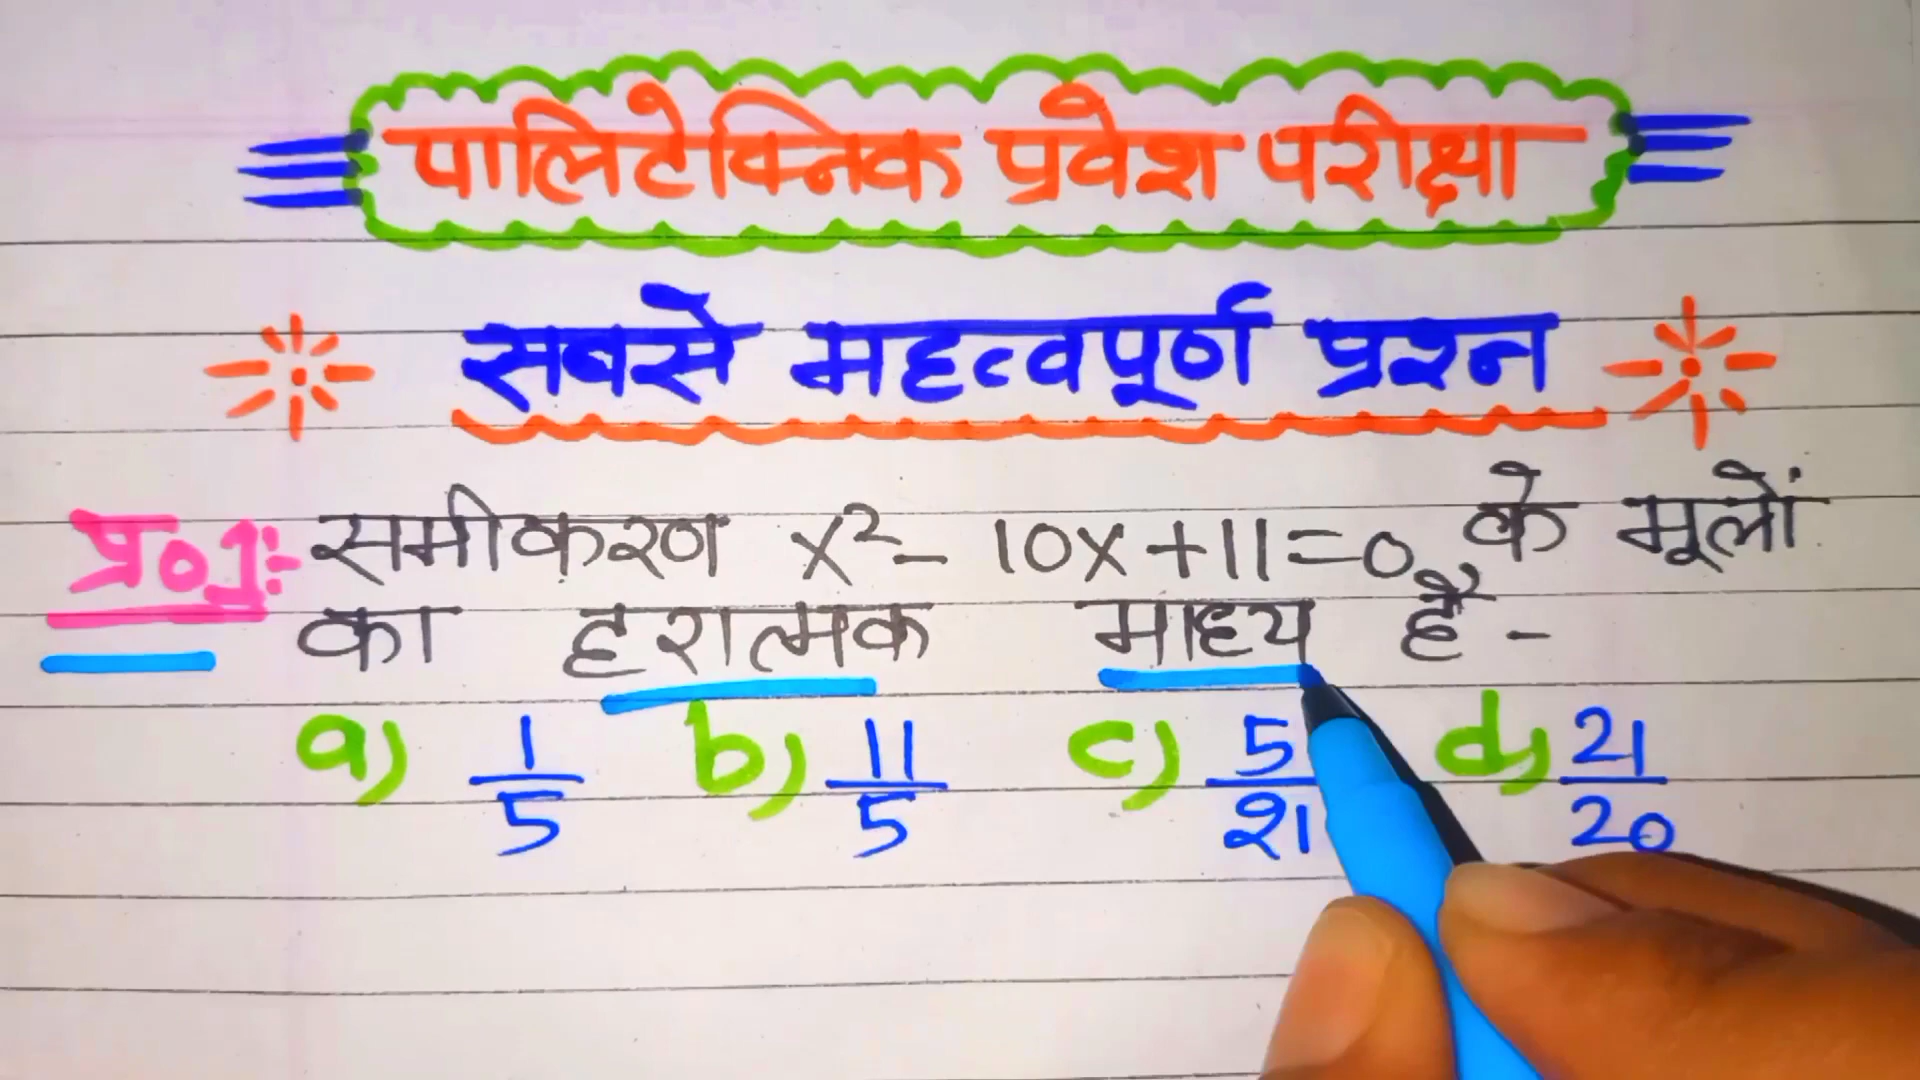 पालिटेक्निक प्रवेश परीक्षा
सबसे महत्वपूर्ण प्रश्न
प्र०1:- समीकरण x²- 10x+11=0 के मूलों
का हरात्मक माध्य है -
a) 1/5 b) 11/5 c) 5/21 d) 21/20